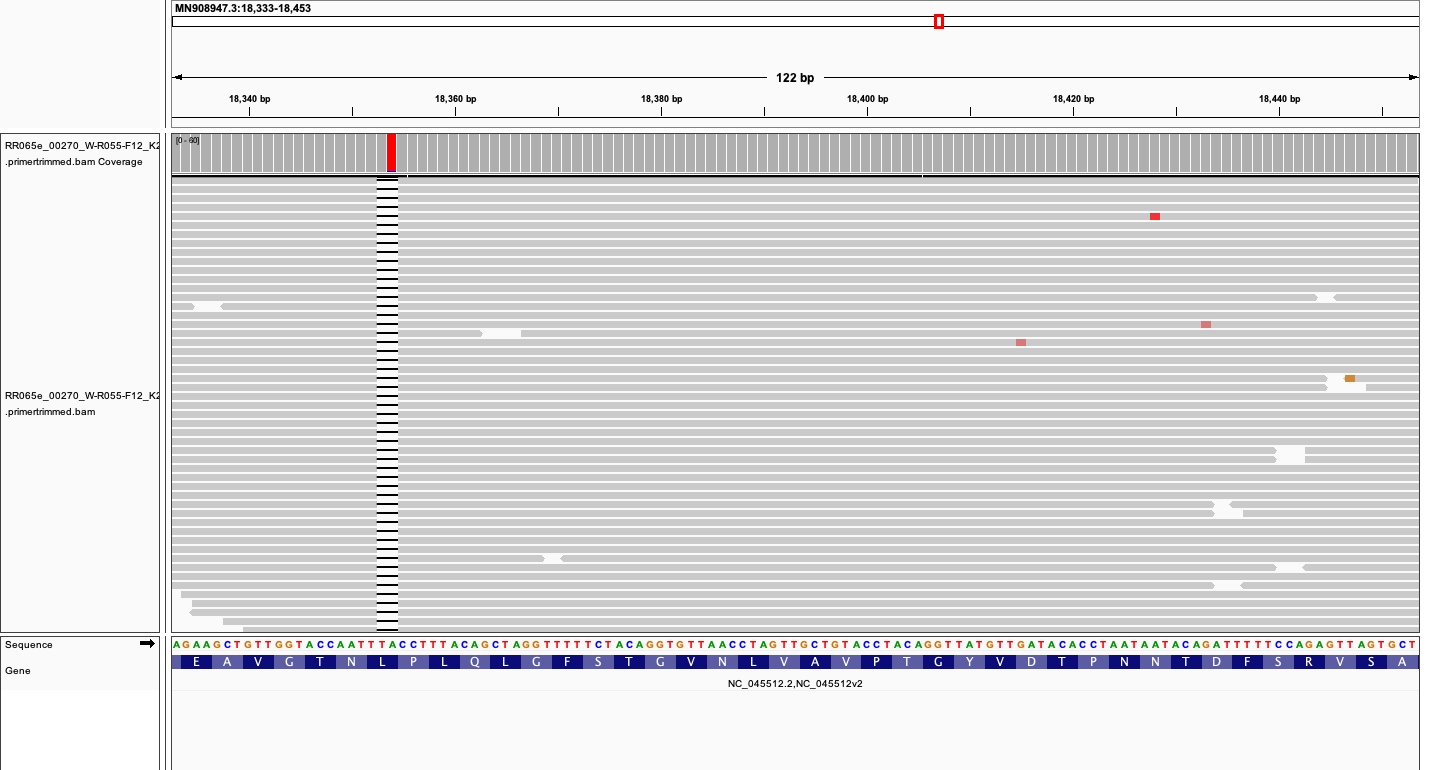 MN908947.3:18,333-18,453
122 bp
18,340 bp 18,360 bp 18,380 bp 18,400 bp 18,420 bp 18,440 bp
RR065e_00270_W-R055-F12_K2
.primertrimmed.bam Coverage
[0 - 60]
RR065e_00270_W-R055-F12_K2
.primertrimmed.bam
Sequence
AGAAGCTGTTGGTACCAATTTACCTTTACAGCTAGGTTTTTCTACAGGTGTTAACCTAGTTGCTGTACCTACAGGTTATGTTGATACACCTAATAATACAGATTTTTCCAGAGTTAGTGCT
Gene
E A V G T N L P L Q L G F S T G V N L V A V P T G Y V D T P N N T D F S R V S A
NC_045512.2,NC_045512v2